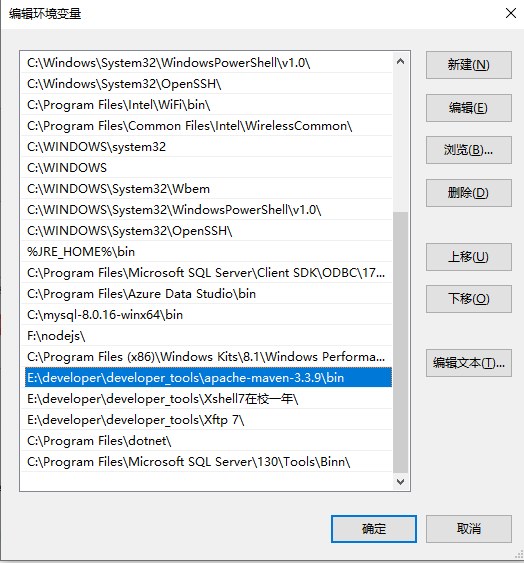 编辑环境变量
C:\Windows\System32\WindowsPowerShell\v1.0\
C:\Windows\System32\OpenSSH\
C:\Program Files\Intel\WiFi\bin\
C:\Program Files\Common Files\Intel\WirelessCommon\
C:\WINDOWS\system32
C:\WINDOWS
C:\WINDOWS\System32\Wbem
C:\WINDOWS\System32\WindowsPowerShell\v1.0\
C:\WINDOWS\System32\OpenSSH\
%JRE_HOME%\bin
C:\Program Files\Microsoft SQL Server\Client SDK\ODBC\17...
C:\Program Files\Azure Data Studio\bin
C:\mysql-8.0.16-winx64\bin
F:\nodejs\
C:\Program Files (x86)\Windows Kits\8.1\Windows Performa...
E:\developer\developer_tools\apache-maven-3.3.9\bin
E:\developer\developer_tools\Xshell7在校一年\
E:\developer\developer_tools\Xftp 7\
C:\Program Files\dotnet\
C:\Program Files\Microsoft SQL Server\130\Tools\Binn\
新建(N)
编辑(E)
浏览(B)...
删除(D)
上移(U)
下移(O)
编辑文本(T)...
确定
取消